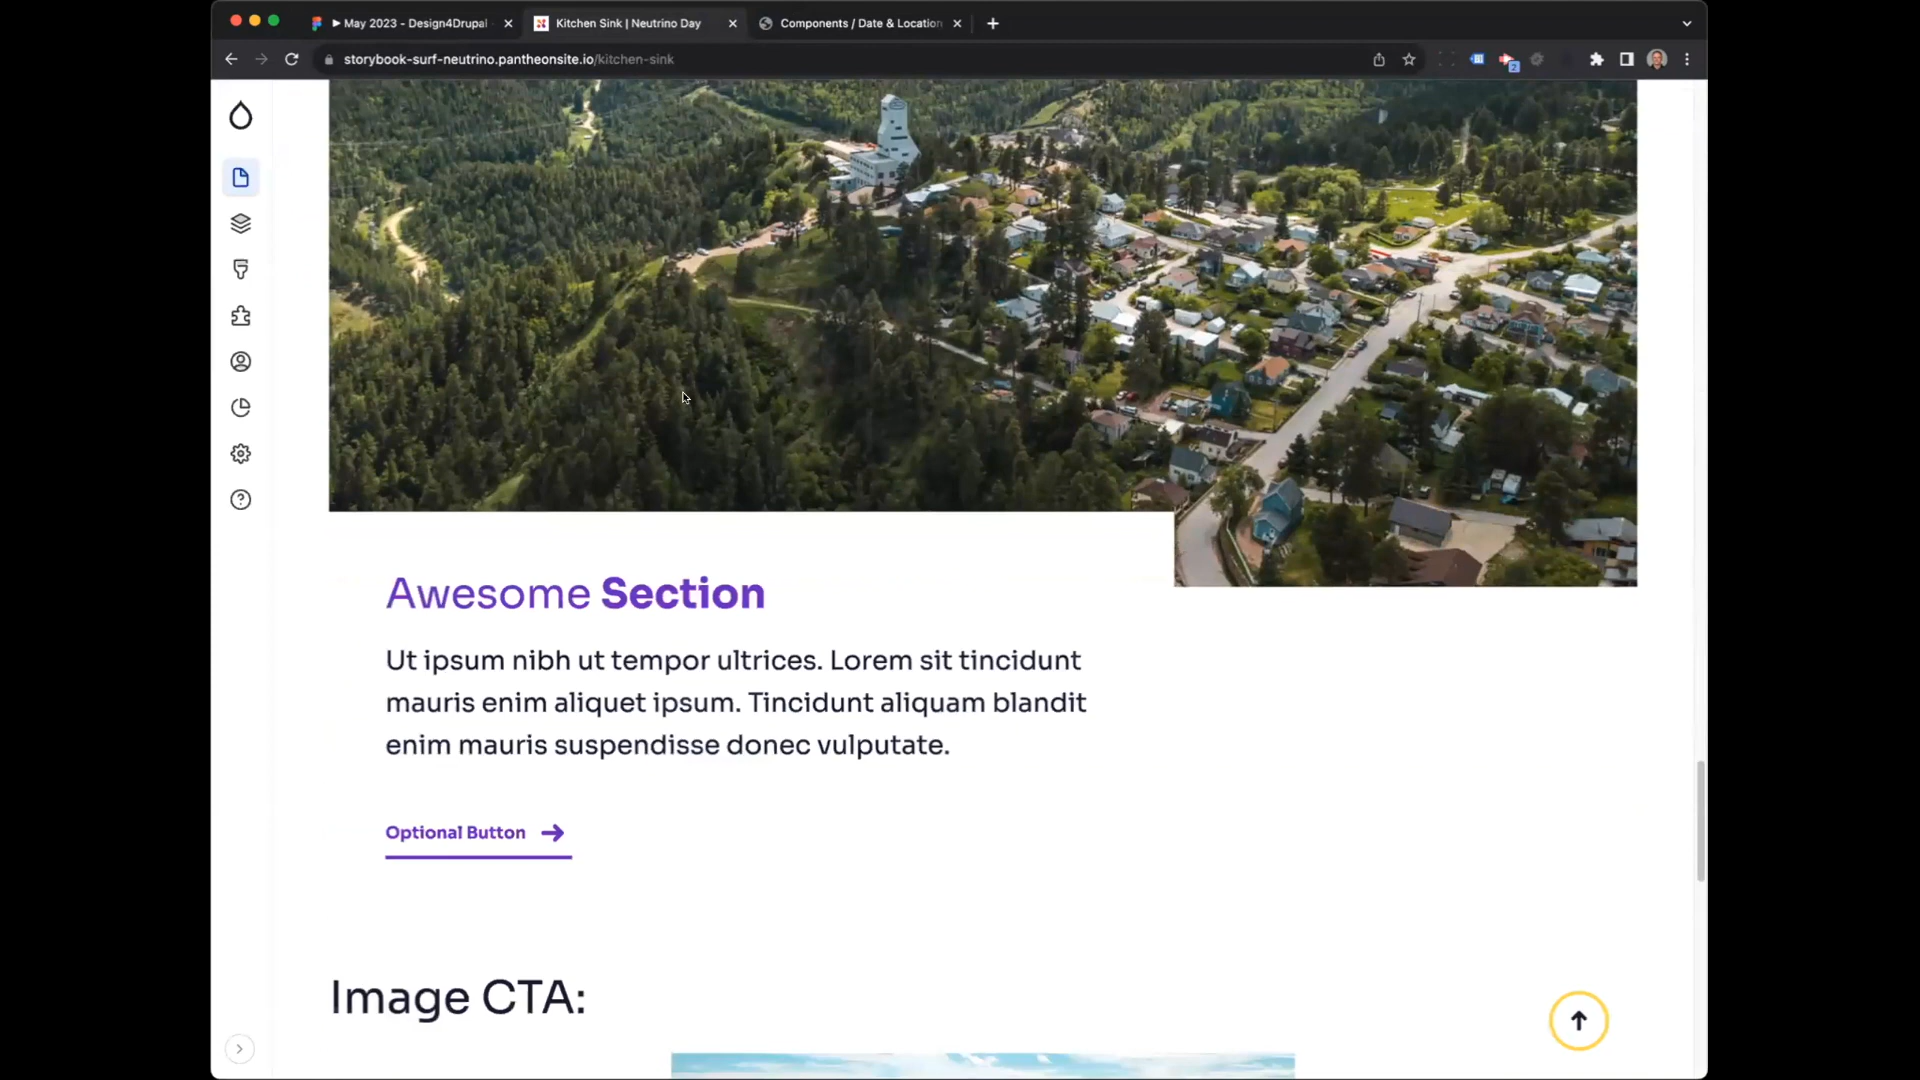 May 2023 - Design4Drupal
Kitchen Sink | Neutrino Day
Components / Date & Location
storybook-surf-neutrino.pantheonsite.io/kitchen-sink
2
Awesome Section
Ut ipsum nibh ut tempor ultrices. Lorem sit tincidunt
mauris enim aliquet ipsum. Tincidunt aliquam blandit
enim mauris suspendisse donec vulputate.
Optional Button
Image CTA: